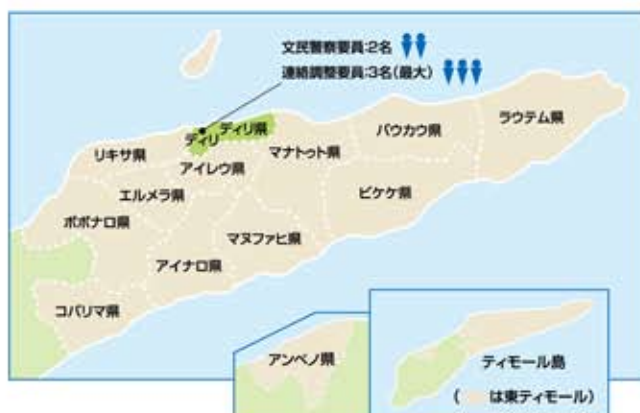 文民警察要員:2名
連絡調整要員:3名(最大)
ラウテム県
バウカウ県
ディリ県
ディリ
マナトゥト県
リキサ県
アイレウ県
ビケケ県
エルメラ県
ボボナロ県
マヌファヒ県
アイナロ県
コバリマ県
アンベノ県
ティモール島
( は東ティモール)